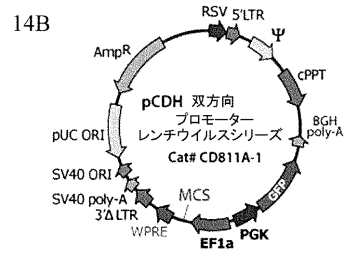 14B
RSV
5'LTR
Ψ
cPPT
BGH
poly-A
GFP
PGK
EF1a
MCS
WPRE
3'Δ LTR
SV40 poly-A
SV40 ORI
pUC ORI
AmpR
pCDH 双方向
プロモーター
レンチウイルスシリーズ
Cat# CD811A-1